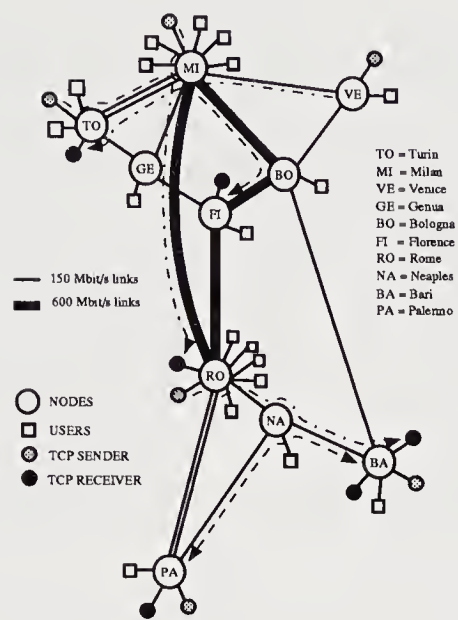 MI
VE
TO
GE
BO
FI
TO = Turin
MI = Milan
VE = Venice
GE = Genua
BO = Bologna
FI = Florence
RO = Rome
NA = Neaples
BA = Bari
PA = Palermo
150 Mbit/s links
600 Mbit/s links
RO
NODES
USERS
TCP SENDER
TCP RECEIVER
NA
BA
PA